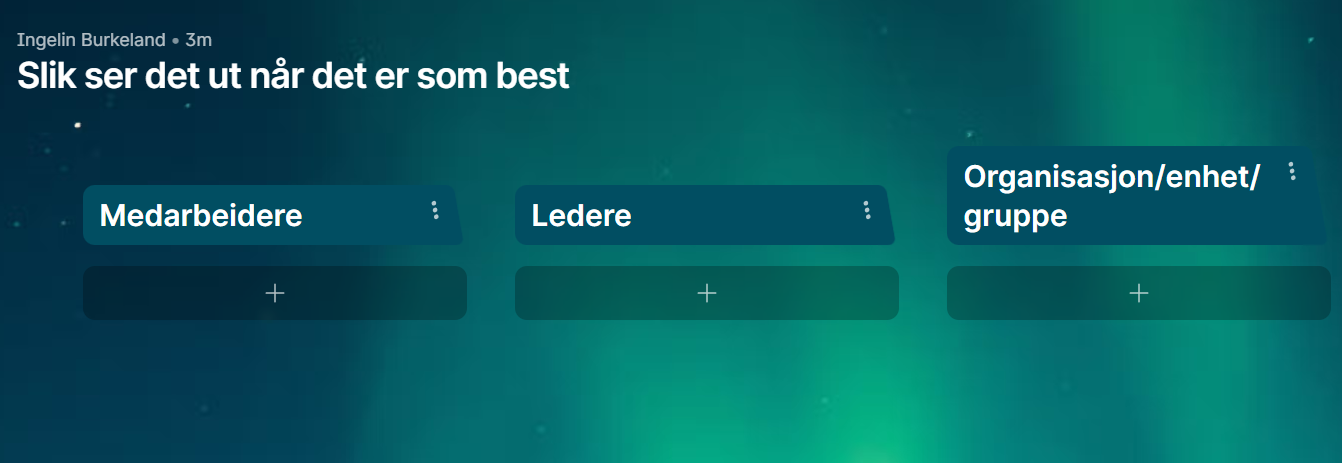 Ingelin Burkeland • 3m
Slik ser det ut når det er som best
Medarbeidere
Ledere
Organisasjon/enhet/
gruppe